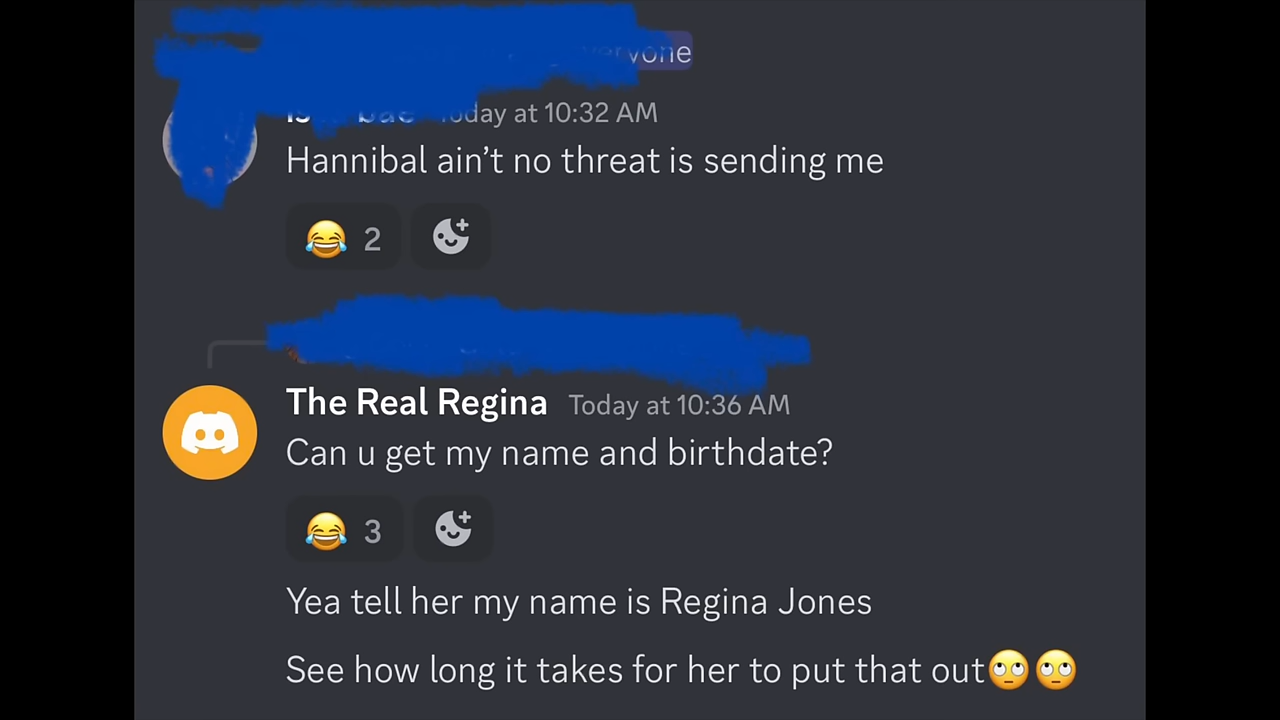 Today at 10:32 AM
Hannibal ain't no threat is sending me
😂 2
The Real Regina Today at 10:36 AM
Can u get my name and birthdate?
😂 3
Yea tell her my name is Regina Jones
See how long it takes for her to put that out🙄🙄